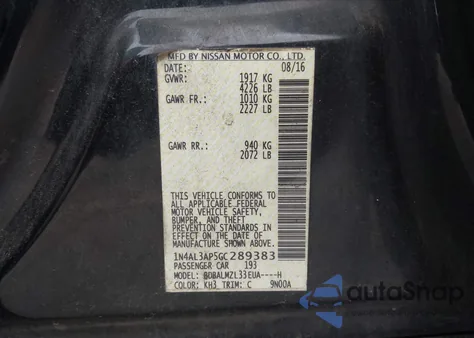 MFD BY NISSAN MOTOR CO., LTD.
DATE: 08/16
GVWR: 1917 KG
4226 LB
GAWR FR.: 1010 KG
2227 LB
GAWR RR.: 940 KG
2072 LB
THIS VEHICLE CONFORMS TO
ALL APPLICABLE FEDERAL
MOTOR VEHICLE SAFETY,
BUMPER, AND THEFT
PREVENTION STANDARDS IN
EFFECT ON THE DATE OF
MANUFACTURE SHOWN ABOVE.
1N4AL3AP5GC289383
PASSENGER CAR 193
MODEL: BDBALMZL33EUA----H
COLOR: KH3 TRIM: C 9N00A
autoSnap